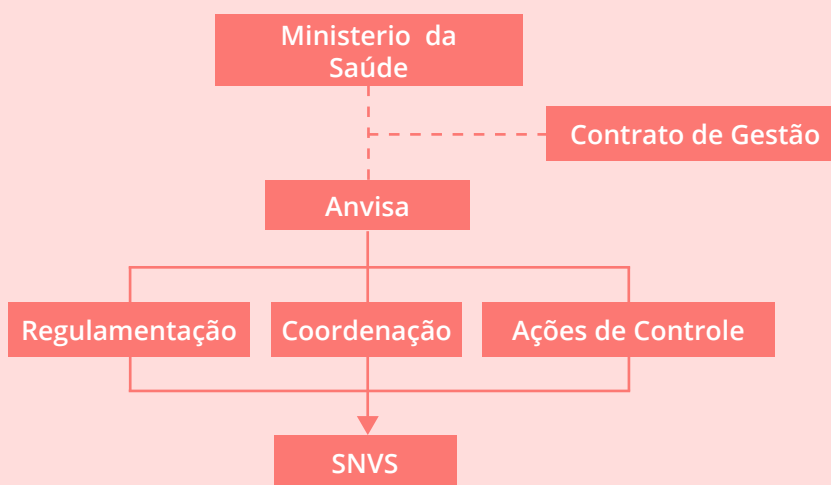 Ministerio da
Saúde
Contrato de Gestão
Anvisa
Regulamentação
Coordenação
Ações de Controle
SNVS